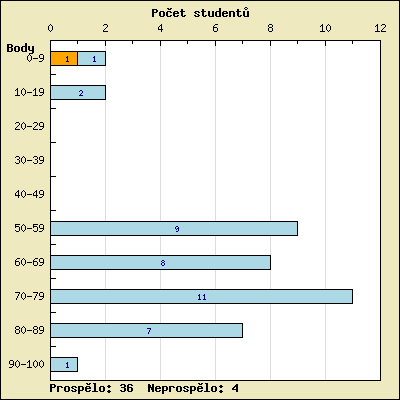 Počet studentů
0 2 4 6 8 10 12
Body
0-9 1 1
10-19 2
20-29
30-39
40-49
50-59 9
60-69 8
70-79 11
80-89 7
90-100 1
Prospělo: 36 Neprospělo: 4